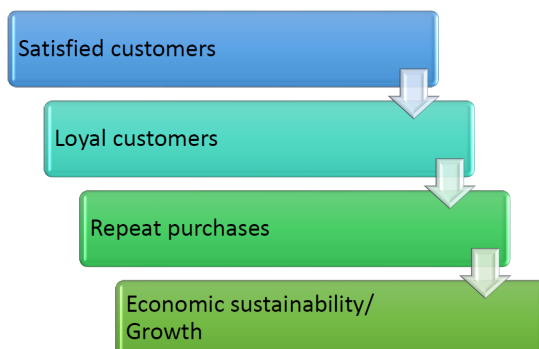 Satisfied customers
Loyal customers
Repeat purchases
Economic sustainability/
Growth